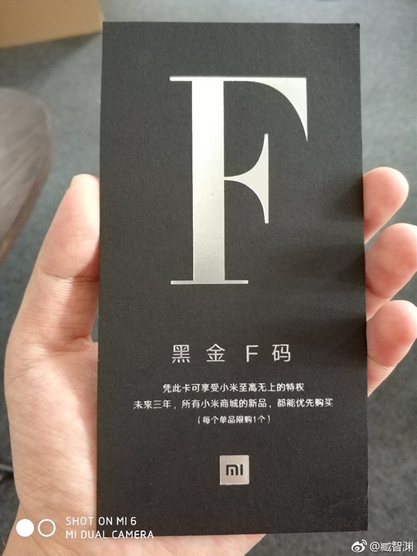 F
黑金F码
凭此卡可享受小米至高无上的特权
未来三年，所有小米商城的新品，都能优先购买
（每个单品限购1个）
mi
SHOT ON MI 6
MI DUAL CAMERA
@臧智渊